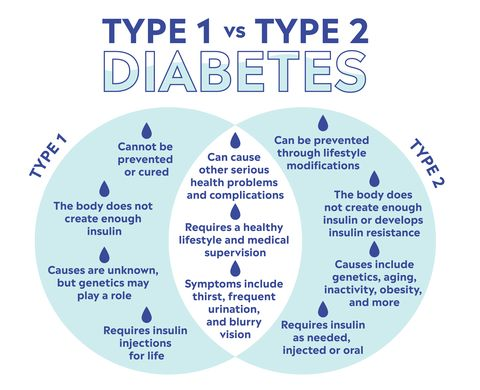 TYPE 1 vs TYPE 2
DIABETES
TYPE 1
Cannot be
prevented
or cured
The body does not
create enough
insulin
Causes are unknown,
but genetics may
play a role
Requires insulin
injections
for life
Can cause
other serious
health problems
and complications
Requires a healthy
lifestyle and medical
supervision
Symptoms include
thirst, frequent
urination,
and blurry
vision
TYPE 2
Can be prevented
through lifestyle
modifications
The body does
not create enough
insulin or develops
insulin resistance
Causes include
genetics, aging,
inactivity, obesity,
and more
Requires insulin
as needed,
injected or oral